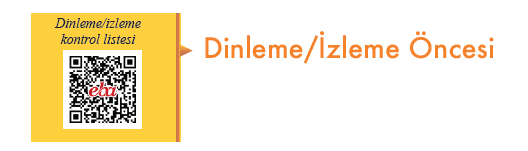 Dinleme/izleme
kontrol listesi
eba
Dinleme/İzleme Öncesi